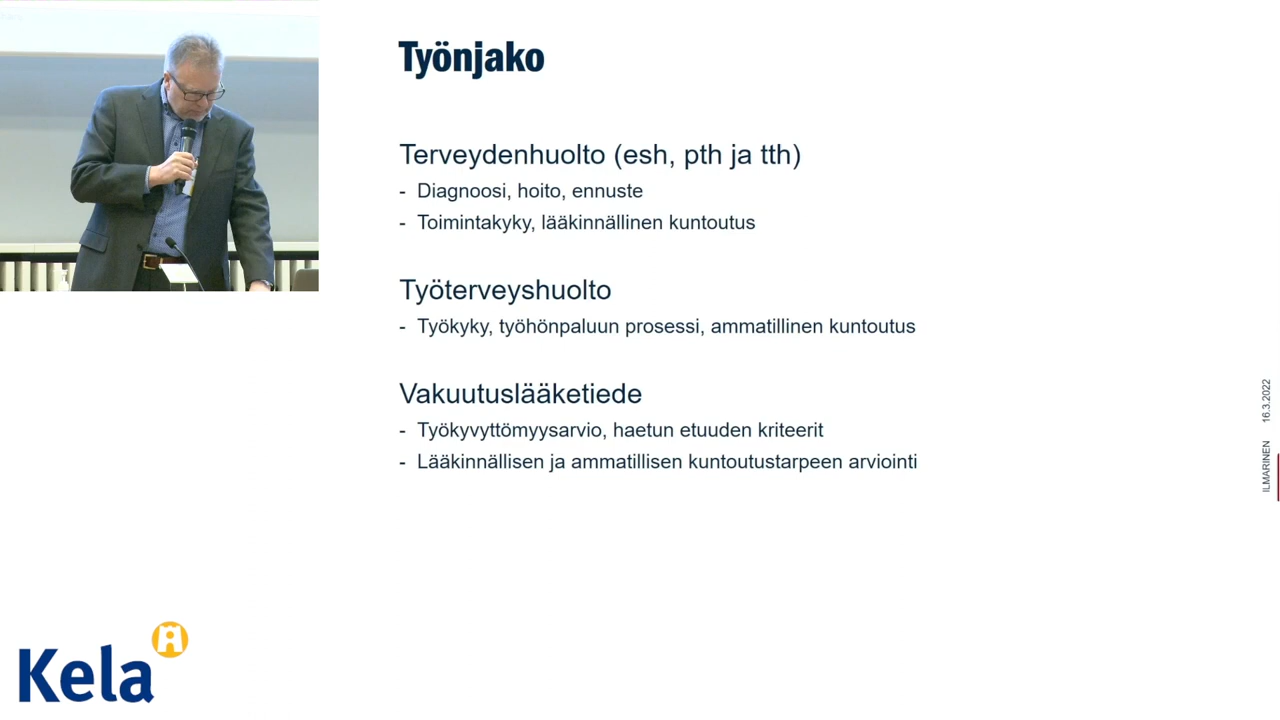 Työnjako
Terveydenhuolto (esh, pth ja tth)
- Diagnoosi, hoito, ennuste
- Toimintakyky, lääkinnällinen kuntoutus
Työterveyshuolto
- Työkyky, työhönpaluun prosessi, ammatillinen kuntoutus
Vakuutuslääketiede
- Työkyvyttömyysarvio, haetun etuuden kriteerit
- Lääkinnällisen ja ammatillisen kuntoutustarpeen arviointi
ILMARINEN 16.3.2022
Kela